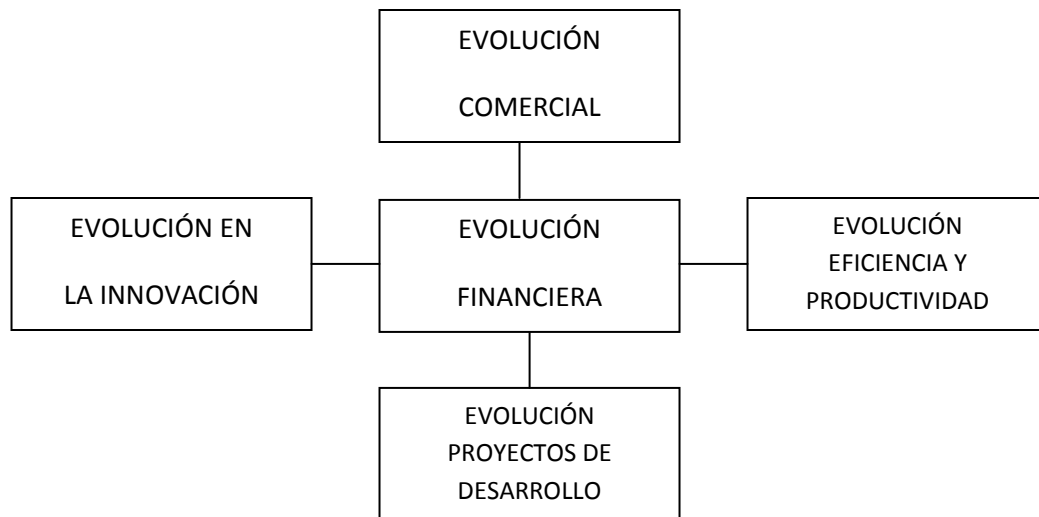 EVOLUCIÓN
COMERCIAL
EVOLUCIÓN EN
LA INNOVACIÓN
EVOLUCIÓN
FINANCIERA
EVOLUCIÓN
EFICIENCIA Y
PRODUCTIVIDAD
EVOLUCIÓN
PROYECTOS DE
DESARROLLO